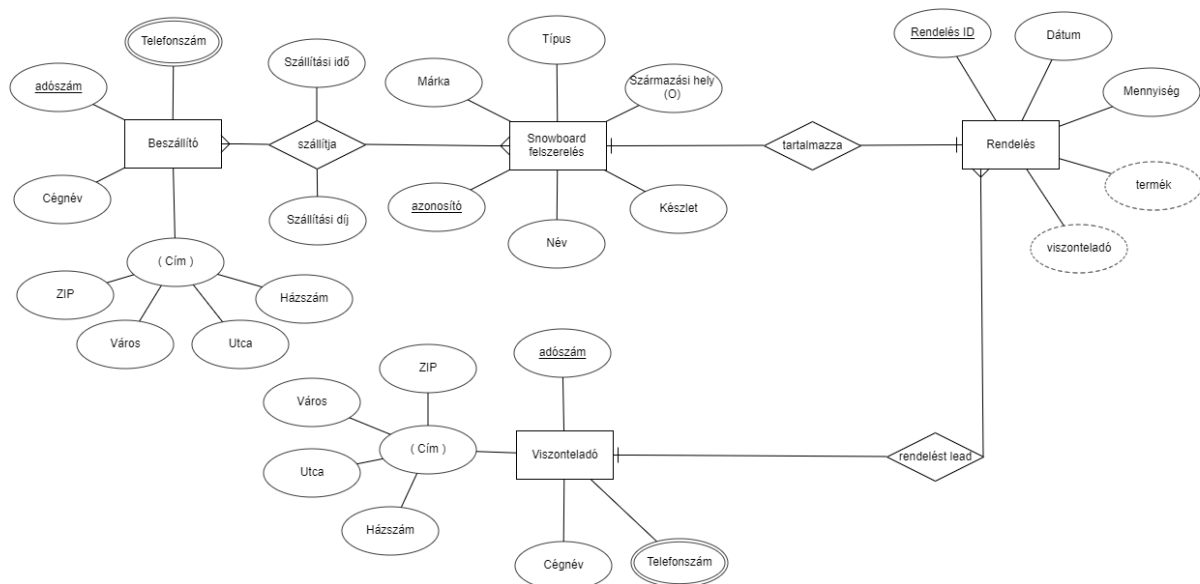 Telefonszám
adószám
Szállítási idő
Beszállító
szállítja
Cégnév
Szállítási díj
( Cím )
ZIP
Város
Utca
Házszám
Típus
Márka
Származási hely
(O)
Snowboard
felszerelés
azonosító
Név
Készlet
tartalmazza
Rendelés ID
Dátum
Mennyiség
Rendelés
termék
viszonteladó
adószám
ZIP
Város
( Cím )
Utca
Házszám
Viszonteladó
rendelést lead
Cégnév
Telefonszám